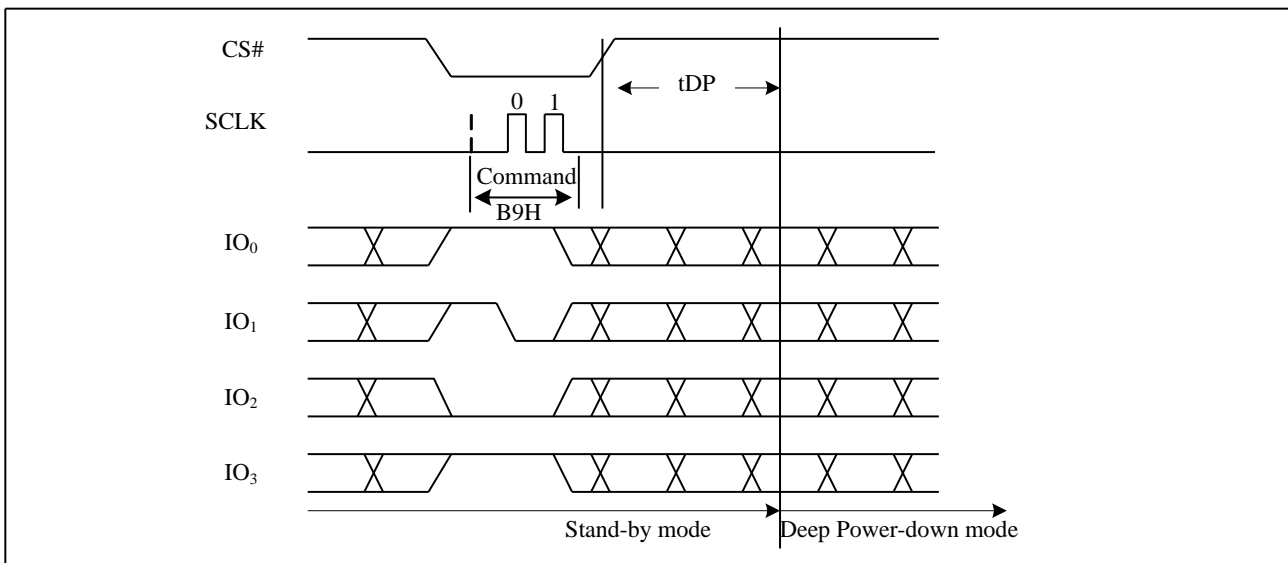 CS#
tDP
0 1
SCLK
Command
B9H
IO₀
IO₁
IO₂
IO₃
Stand-by mode
Deep Power-down mode